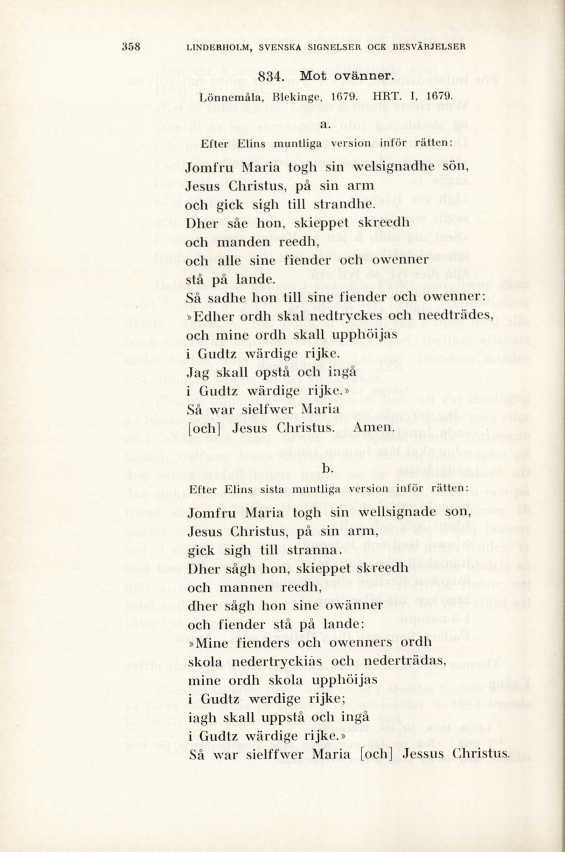 358 LINDERHOLM, SVENSKA SIGNELSER OCK BESVÄRJELSER
834. Mot ovänner.
Lönnemåla, Blekinge, 1679. HRT. I, 1679.
a.
Efter Elins muntliga version inför rätten:
Jomfru Maria togh sin welsignadhe sön,
Jesus Christus, på sin arm
och gick sigh till strandhe.
Dher såe hon, skieppet skreedh
och manden reedh,
och alle sine fiender och owenner
stå på lande.
Så sadhe hon till sine fiender och owenner:
»Edher ordh skal nedtryckes och needträdes,
och mine ordh skall upphöijas
i Gudtz wärdige rijke.
Jag skall opstå och ingå
i Gudtz wärdige rijke.»
Så war sielfwer Maria
[och] Jesus Christus. Amen.
b.
Efter Elins sista muntliga version inför rätten:
Jomfru Maria togh sin wellsignade son,
Jesus Christus, på sin arm,
gick sigh till stranna.
Dher sågh hon, skieppet skreedh
och mannen reedh,
dher sågh hon sine owänner
och fiender stå på lande:
»Mine fienders och owenners ordh
skola nedertryckias och nederträdas,
mine ordh skola upphöijas
i Gudtz werdige rijke;
iagh skall uppstå och ingå
i Gudtz wärdige rijke.»
Så war sielffwer Maria [och] Jessus Christus.